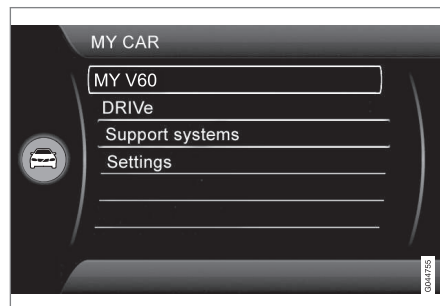 MY CAR
MY V60
DRIVe
Support systems
Settings
G044755